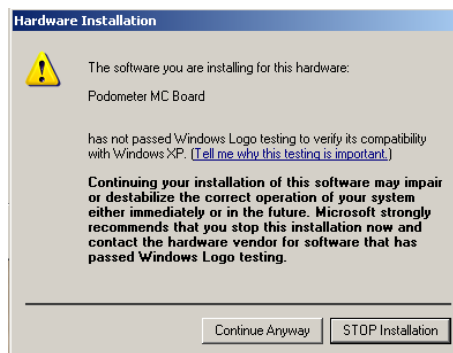 Hardware Installation
The software you are installing for this hardware:
Podometer MC Board
has not passed Windows Logo testing to verify its compatibility
with Windows XP. (Tell me why this testing is important.)
Continuing your installation of this software may impair
or destabilize the correct operation of your system
either immediately or in the future. Microsoft strongly
recommends that you stop this installation now and
contact the hardware vendor for software that has
passed Windows Logo testing.
Continue Anyway STOP Installation